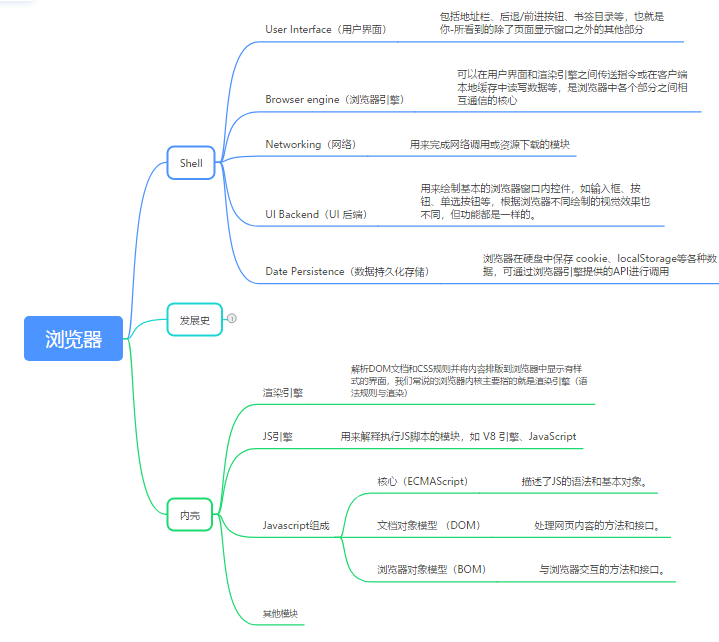 浏览器
Shell
User Interface（用户界面）
包括地址栏、后退/前进按钮、书签目录等，也就是
你-所看到的除了页面显示窗口之外的其他部分
Browser engine（浏览器引擎）
可以在用户界面和渲染引擎之间传送指令或在客户端
本地缓存中读写数据等，是浏览器中各个部分之间相
互通信的核心
Networking（网络）
用来完成网络调用或资源下载的模块
UI Backend（UI 后端）
用来绘制基本的浏览器窗口内控件，如输入框、按
钮、单选按钮等，根据浏览器不同绘制的视觉效果也
不同，但功能都是一样的。
Date Persistence（数据持久化存储）
浏览器在硬盘中保存 cookie、localStorage等各种数
据，可通过浏览器引擎提供的API进行调用
发展史
1
内壳
渲染引擎
解析DOM文档和CSS规则并将内容排版到浏览器中显示有样
式的界面，我们常说的浏览器内核主要指的就是渲染引擎（语
法规则与渲染）
JS引擎
用来解释执行JS脚本的模块，如 V8 引擎、JavaScript
Javascript组成
核心（ECMAScript）
描述了JS的语法和基本对象。
文档对象模型 （DOM）
处理网页内容的方法和接口。
浏览器对象模型（BOM）
与浏览器交互的方法和接口。
其他模块